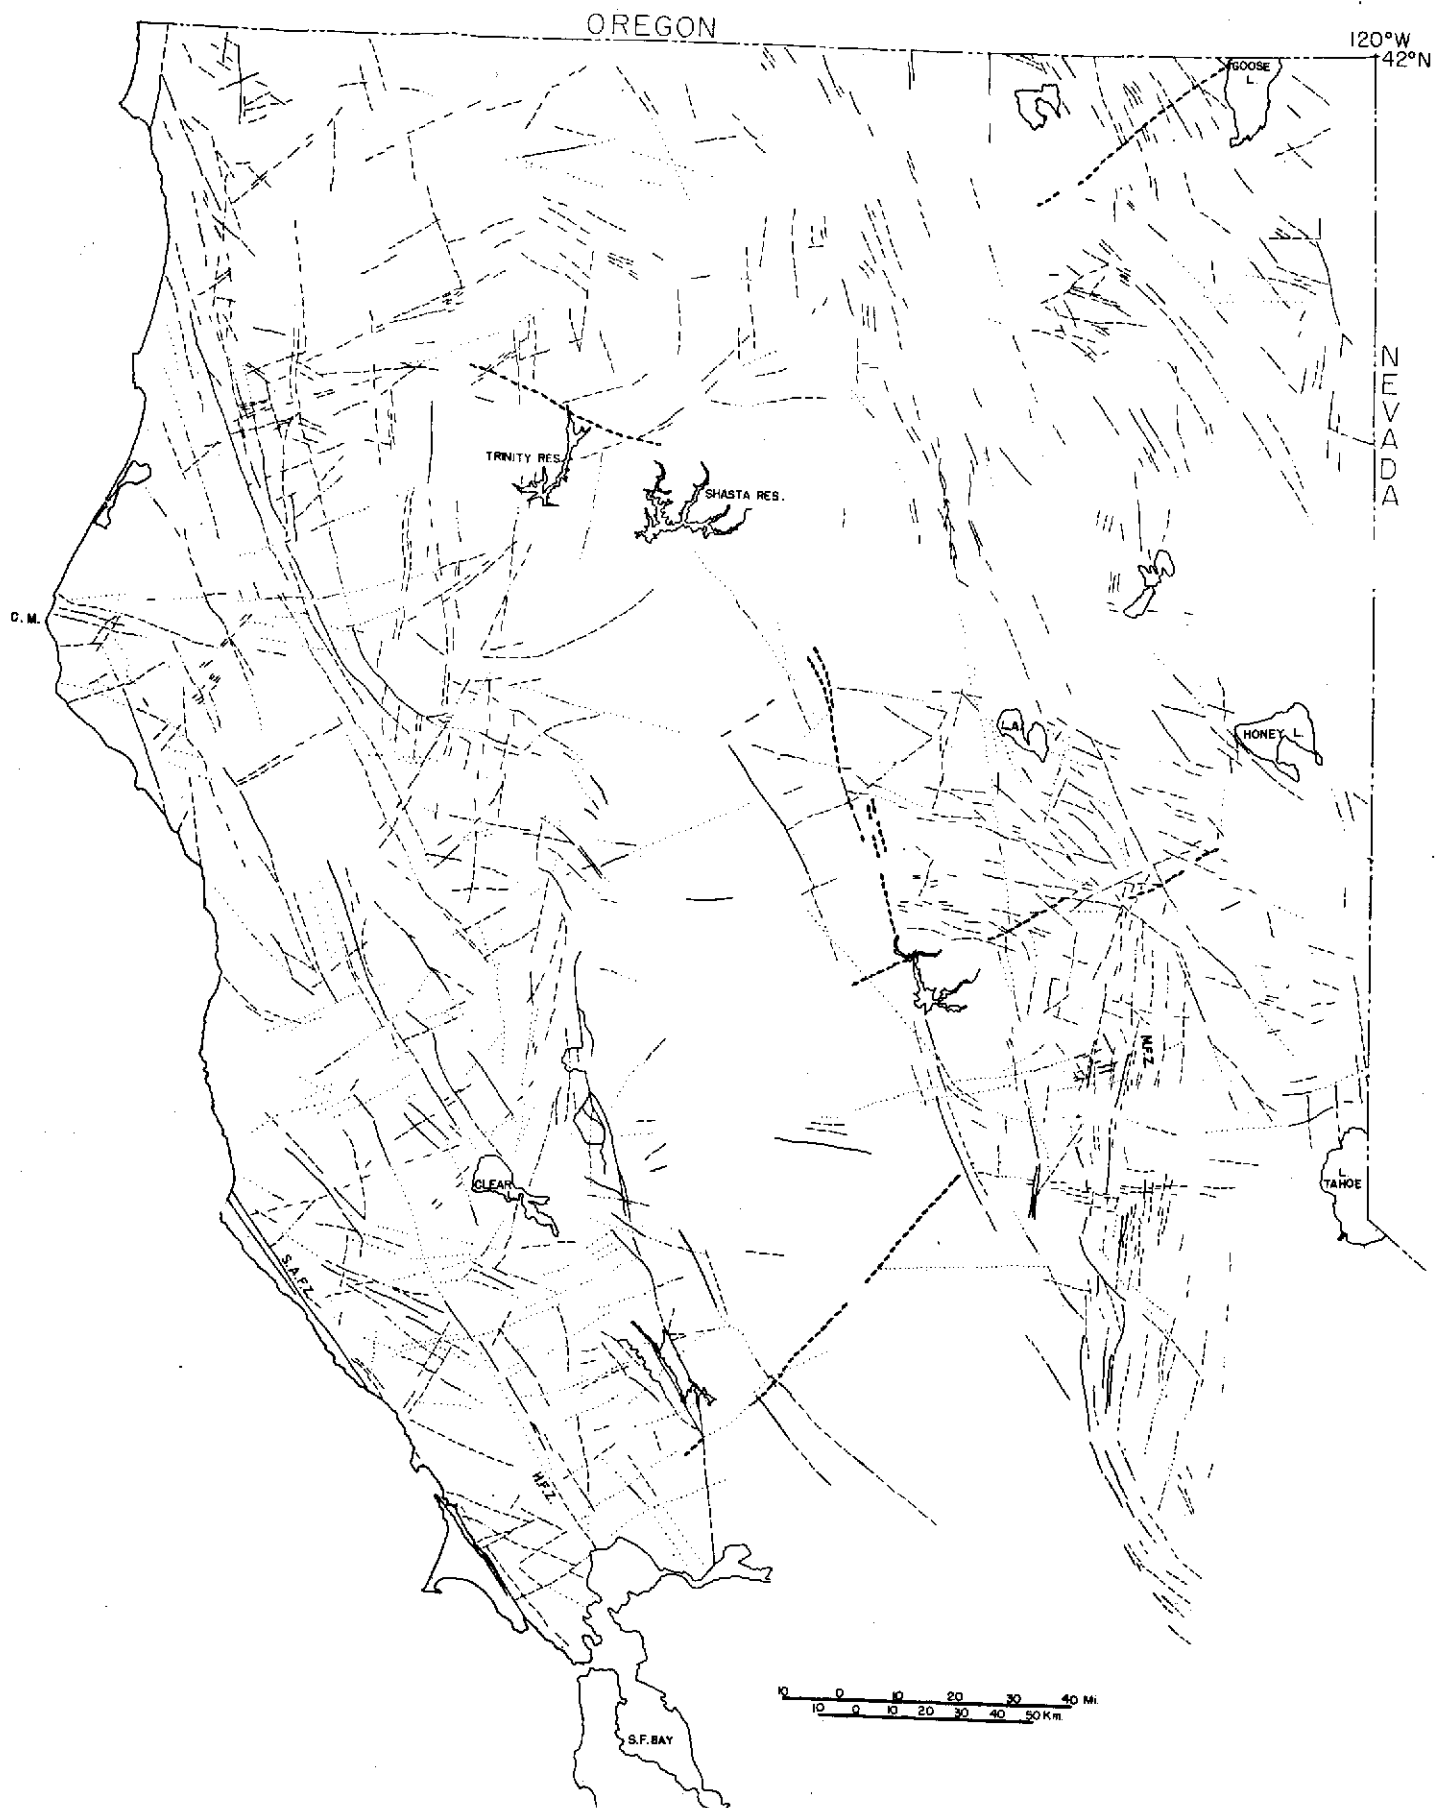 OREGON
120°W
42°N
GOOSE
L.
NEVADA
TRINITY RES.
SHASTA RES.
C.M.
L.A.
HONEY L.
M.F.Z.
L.
TAHOE
CLEAR L.
S.A.F.Z.
H.F.Z.
10 0 10 20 30 40 Mi.
10 0 10 20 30 40 50 Km.
S.F. BAY